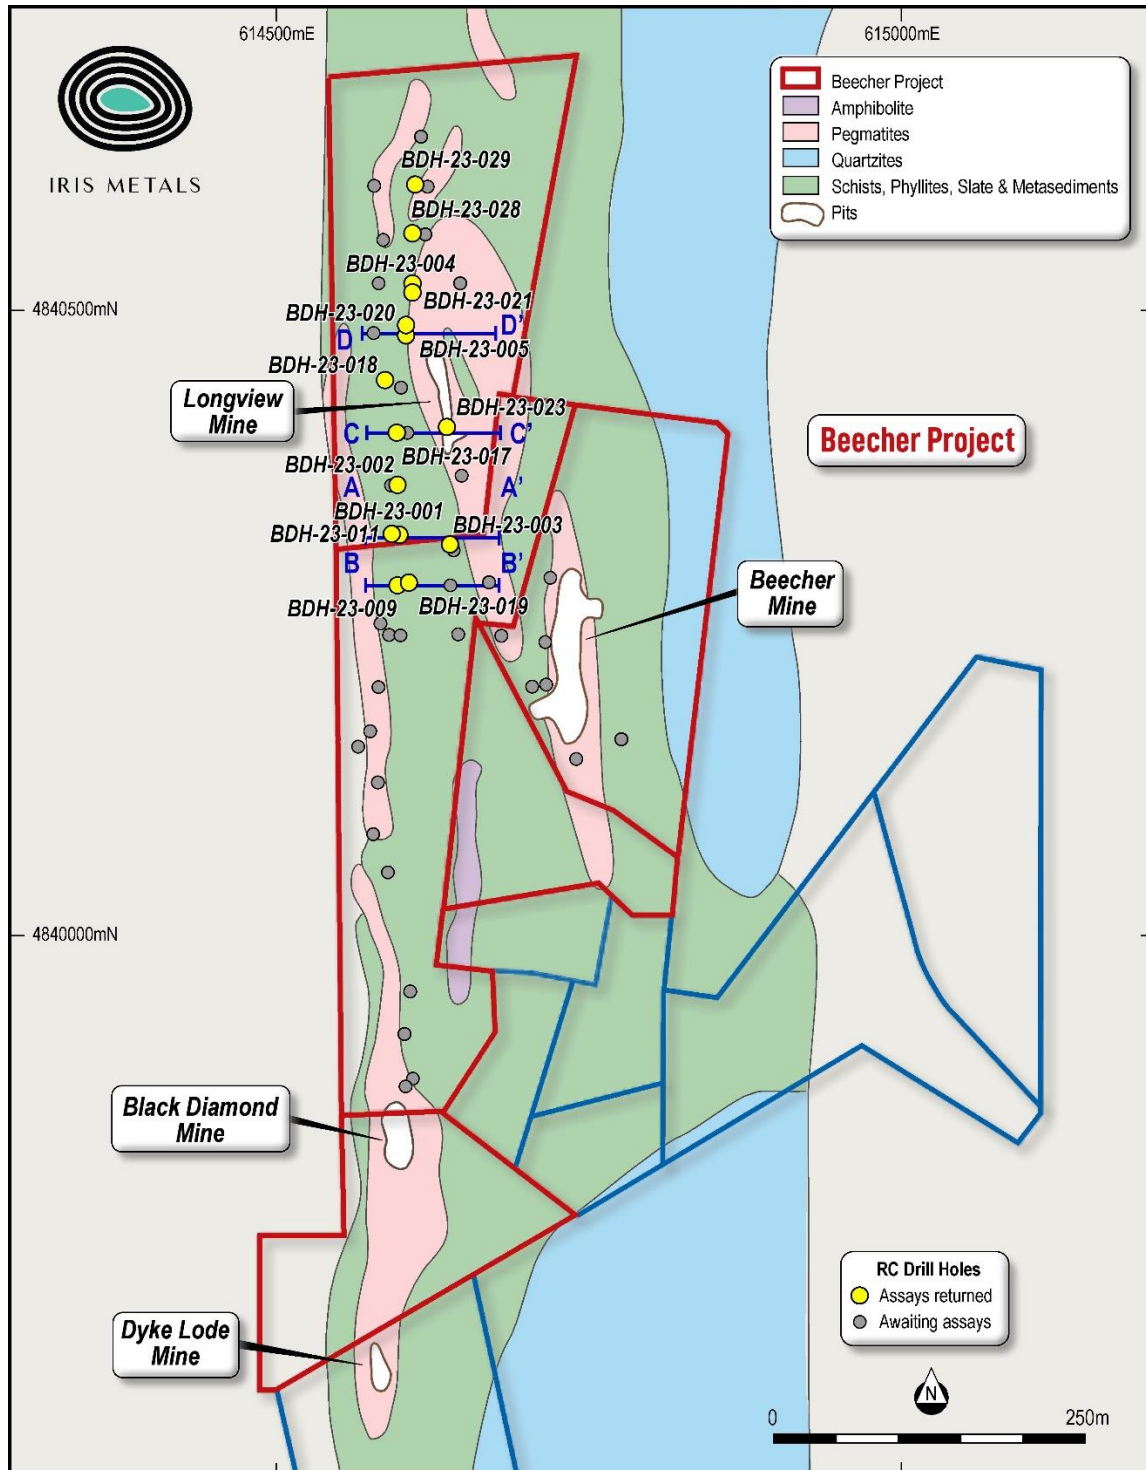 614500mE
615000mE
IRIS METALS
Beecher Project
Amphibolite
Pegmatites
Quartzites
Schists, Phyllites, Slate & Metasediments
Pits
BDH-23-029
BDH-23-028
BDH-23-004
4840500mN
BDH-23-020
BDH-23-021
D
D'
BDH-23-005
BDH-23-018
Longview
Mine
BDH-23-023
C
C'
Beecher Project
BDH-23-017
BDH-23-002
A
A'
BDH-23-001
BDH-23-011
BDH-23-003
B
B'
Beecher
Mine
BDH-23-009
BDH-23-019
4840000mN
Black Diamond
Mine
RC Drill Holes
Assays returned
Awaiting assays
Dyke Lode
Mine
N
0
250m